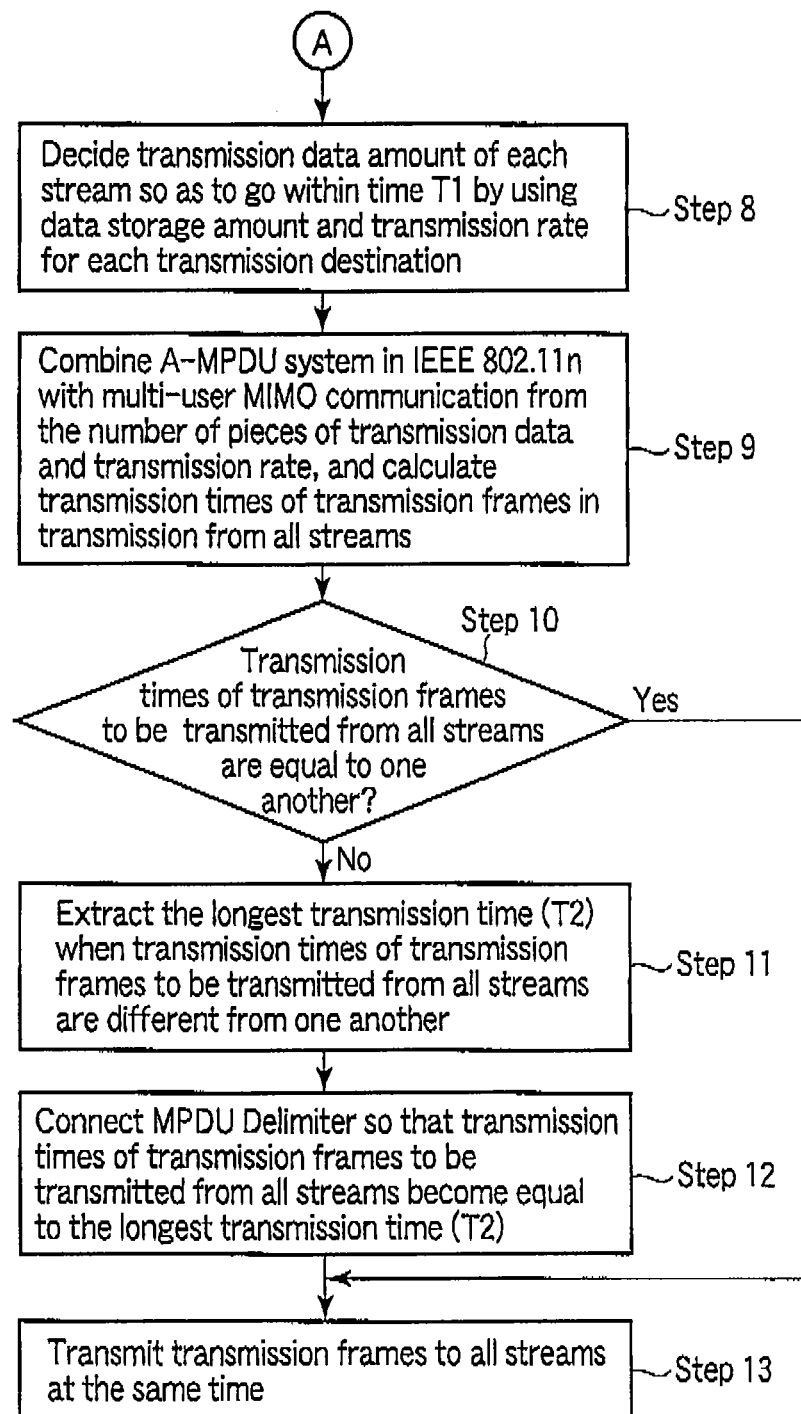 A
Decide transmission data amount of each
stream so as to go within time T1 by using
data storage amount and transmission rate
for each transmission destination
Step 8
Combine A-MPDU system in IEEE 802.11n
with multi-user MIMO communication from
the number of pieces of transmission data
and transmission rate, and calculate
transmission times of transmission frames in
transmission from all streams
Step 9
Step 10
Transmission
times of transmission frames
to be transmitted from all streams
are equal to one
another?
Yes
No
Extract the longest transmission time (T2)
when transmission times of transmission
frames to be transmitted from all streams
are different from one another
Step 11
Connect MPDU Delimiter so that transmission
times of transmission frames to be
transmitted from all streams become equal
to the longest transmission time (T2)
Step 12
Transmit transmission frames to all streams
at the same time
Step 13